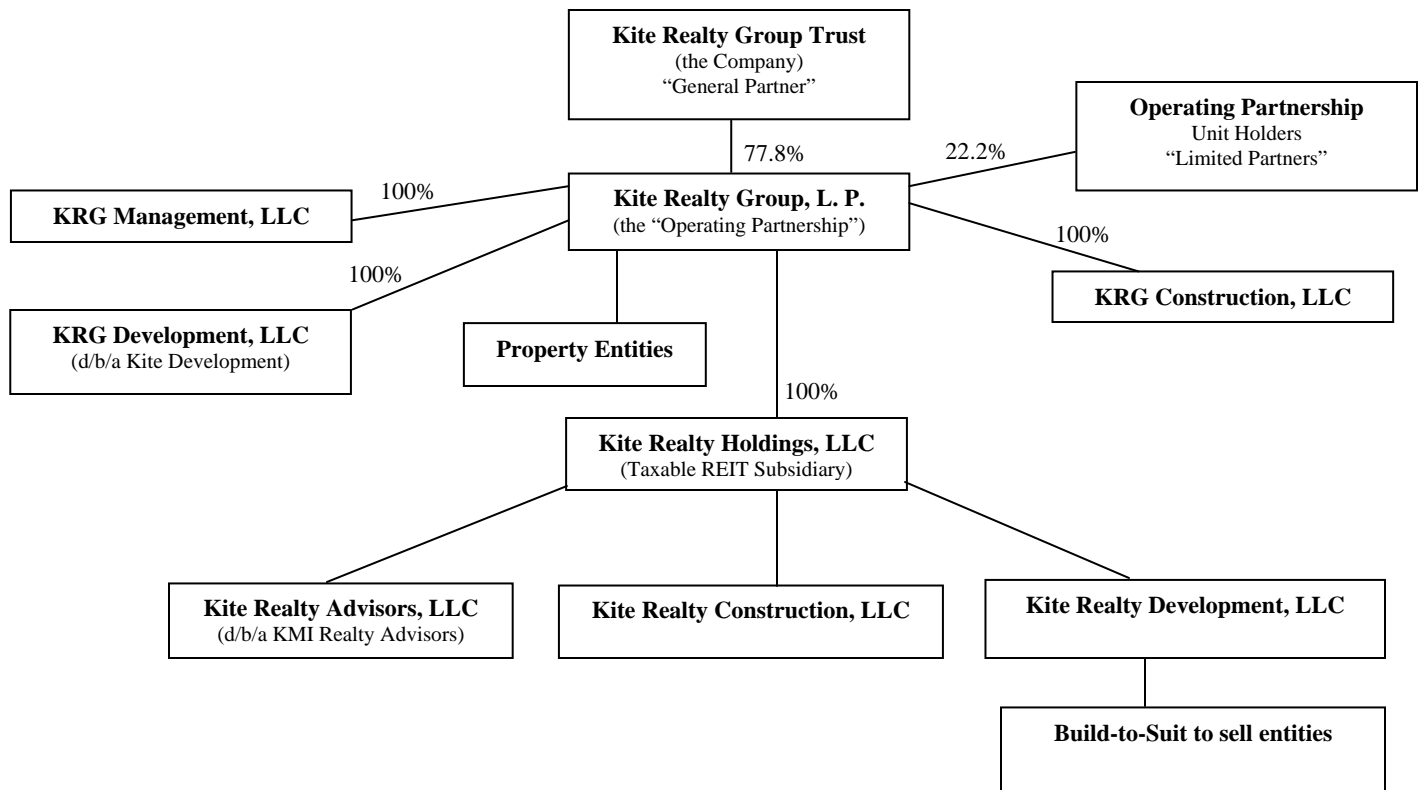 Kite Realty Group Trust
(the Company)
“General Partner”
Operating Partnership
Unit Holders
“Limited Partners”
77.8%
22.2%
100%
KRG Management, LLC
Kite Realty Group, L. P.
(the “Operating Partnership”)
100%
100%
KRG Construction, LLC
KRG Development, LLC
(d/b/a Kite Development)
Property Entities
100%
Kite Realty Holdings, LLC
(Taxable REIT Subsidiary)
Kite Realty Advisors, LLC
(d/b/a KMI Realty Advisors)
Kite Realty Construction, LLC
Kite Realty Development, LLC
Build-to-Suit to sell entities